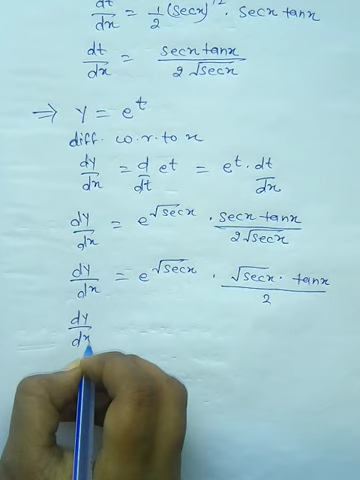 dt/dx = 1/2 (secx)^1/2 · secx tanx
dt/dx = secx tanx / 2√secx
⇒ y = e^t
diff. w.r. to x
dy/dx = d/dt e^t = e^t · dt/dx
dy/dx = e^√secx · secx tanx / 2√secx
dy/dx = e^√secx · √secx · tanx / 2
dy/dx